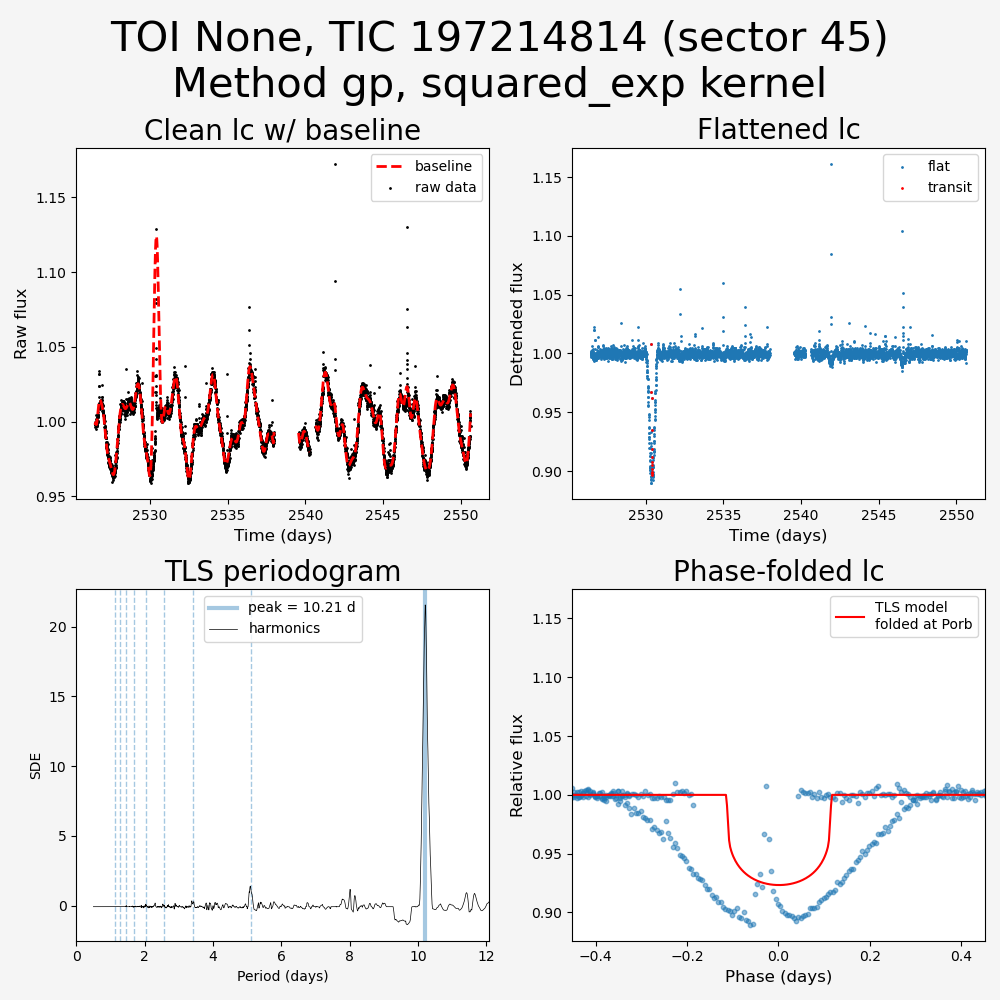 TOI None, TIC 197214814 (sector 45)
Method gp, squared_exp kernel
Clean lc w/ baseline
baseline
raw data
Raw flux
1.15
1.10
1.05
1.00
0.95
2530
2535
2540
2545
2550
Time (days)
Flattened lc
flat
transit
Detrended flux
1.15
1.10
1.05
1.00
0.95
0.90
2530
2535
2540
2545
2550
Time (days)
TLS periodogram
peak = 10.21 d
harmonics
SDE
20
15
10
5
0
0
2
4
6
8
10
12
Period (days)
Phase-folded lc
TLS model
folded at Porb
Relative flux
1.15
1.10
1.05
1.00
0.95
0.90
−0.4
−0.2
0.0
0.2
0.4
Phase (days)